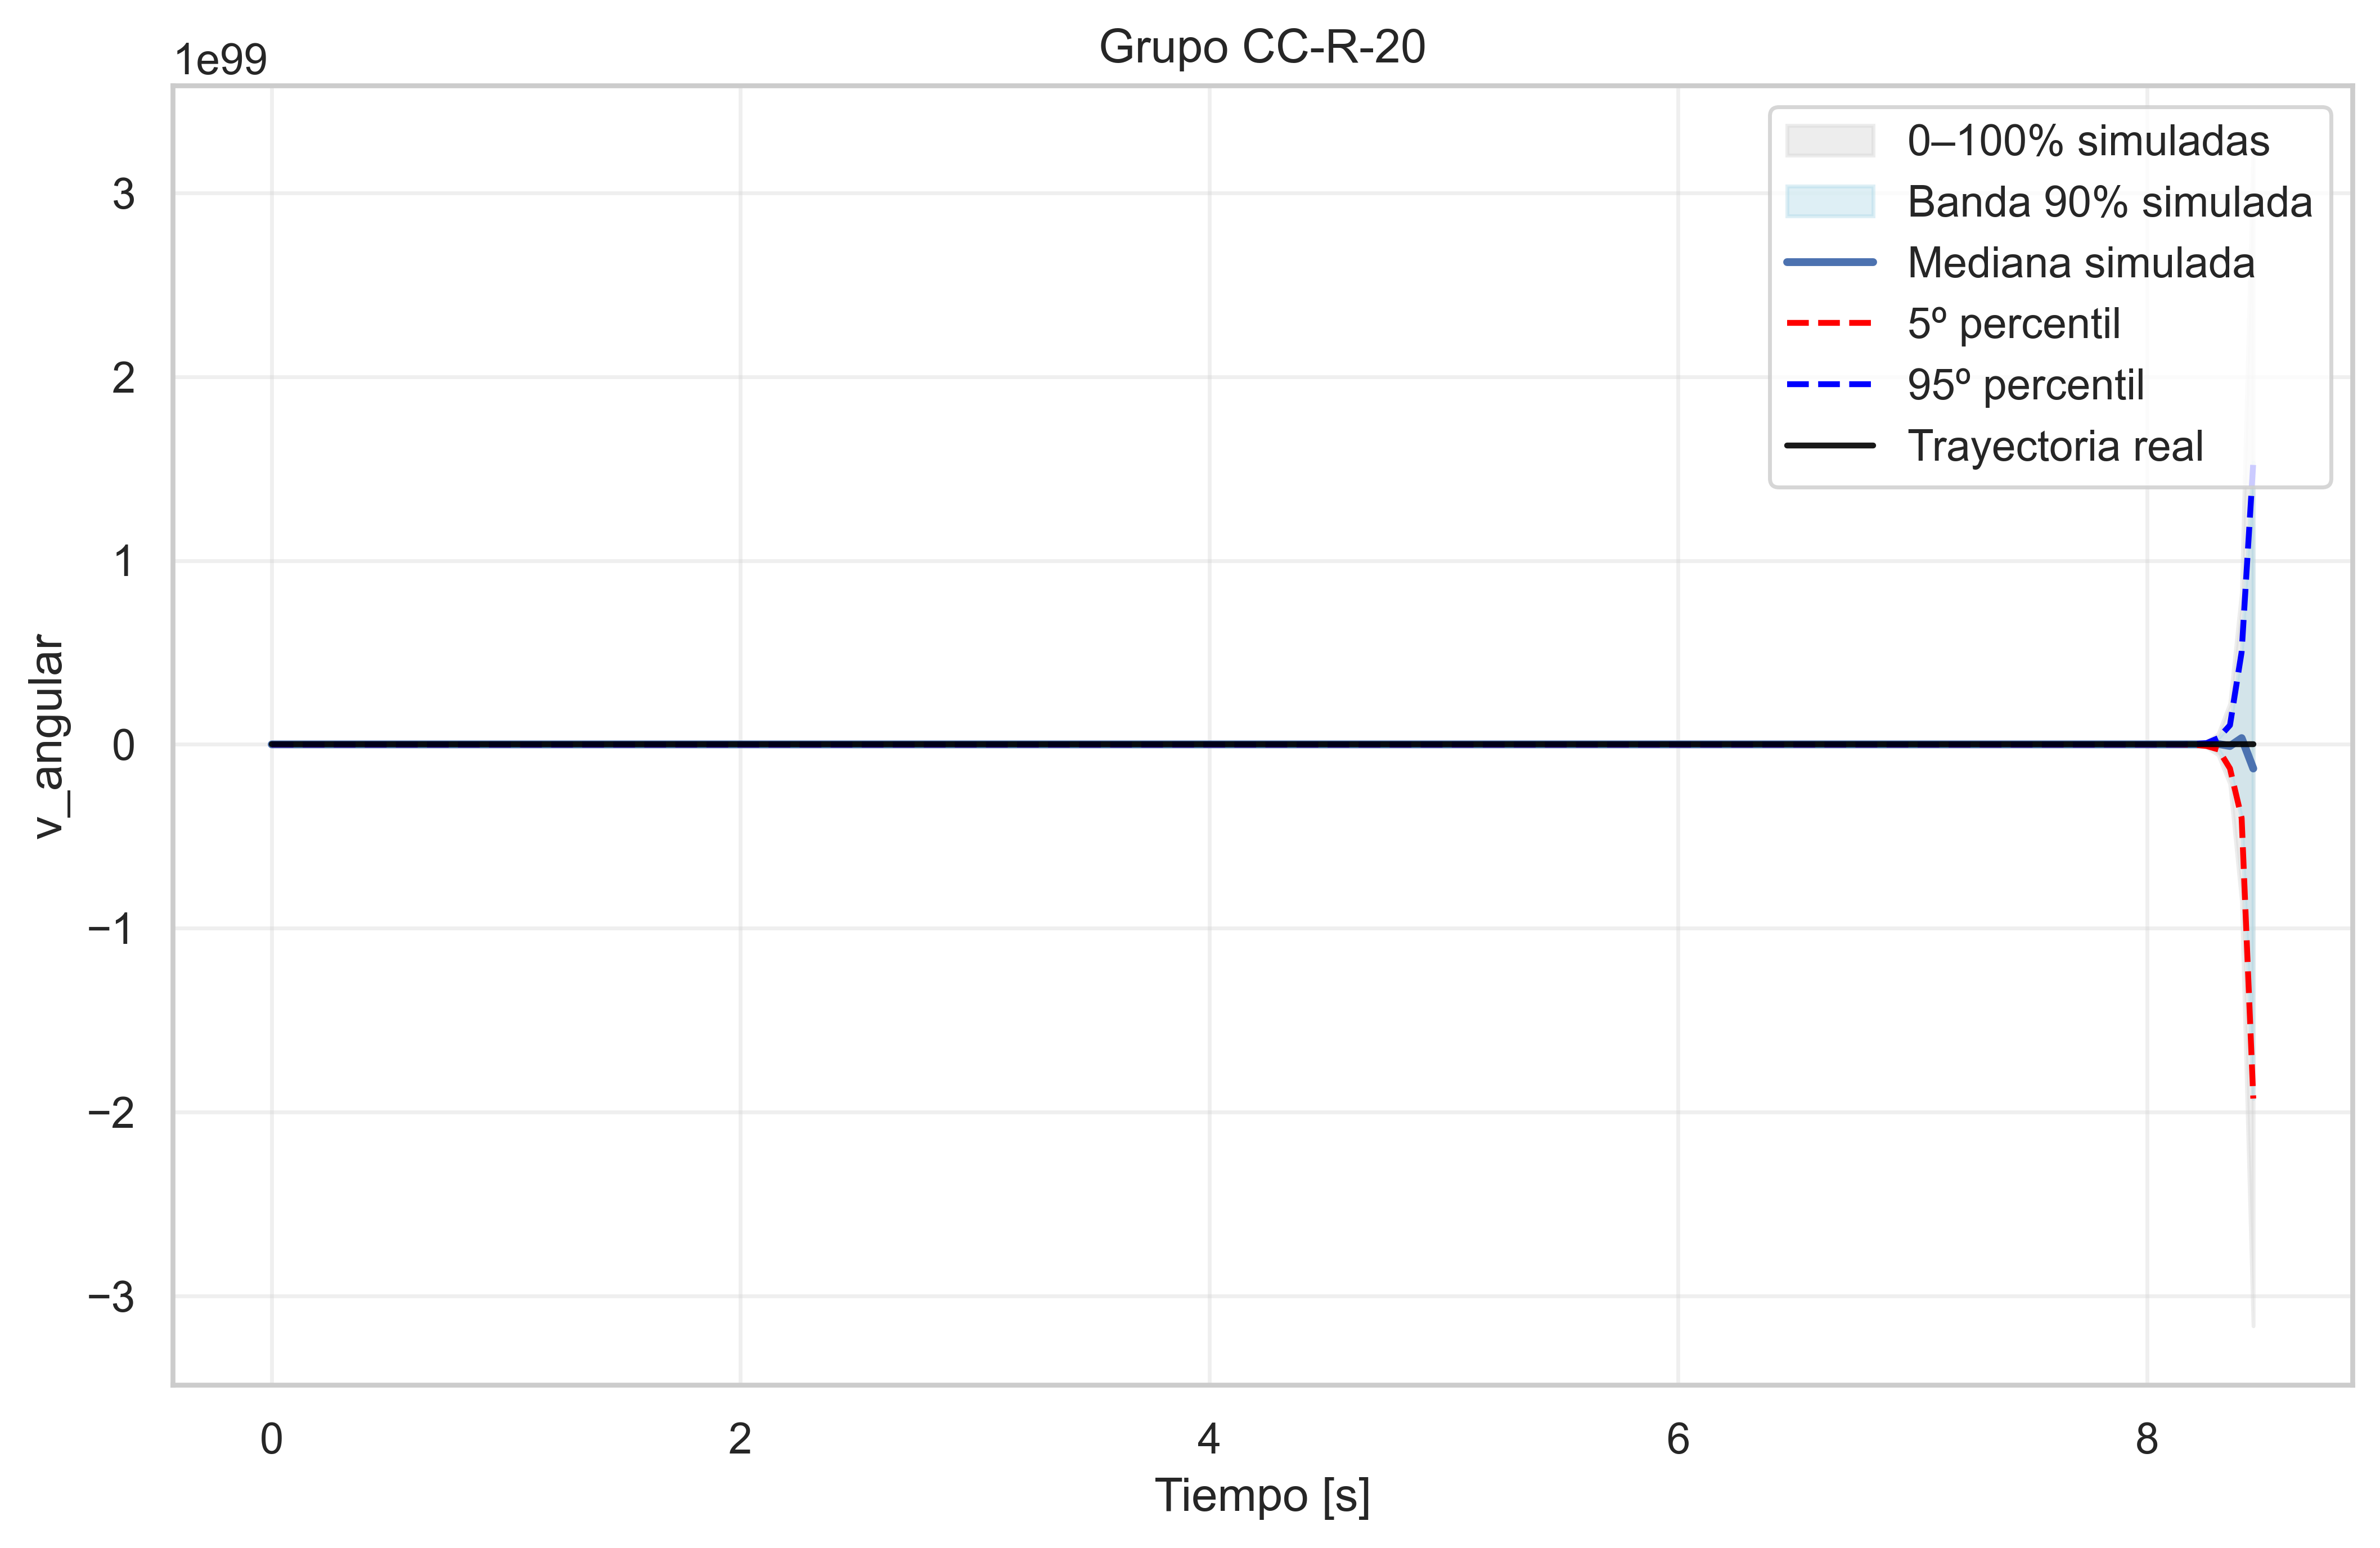 Grupo CC-R-20
1e99
0–100% simuladas
Banda 90% simulada
Mediana simulada
5º percentil
95º percentil
Trayectoria real
3
2
1
0
−1
−2
−3
v_angular
0 2 4 6 8
Tiempo [s]